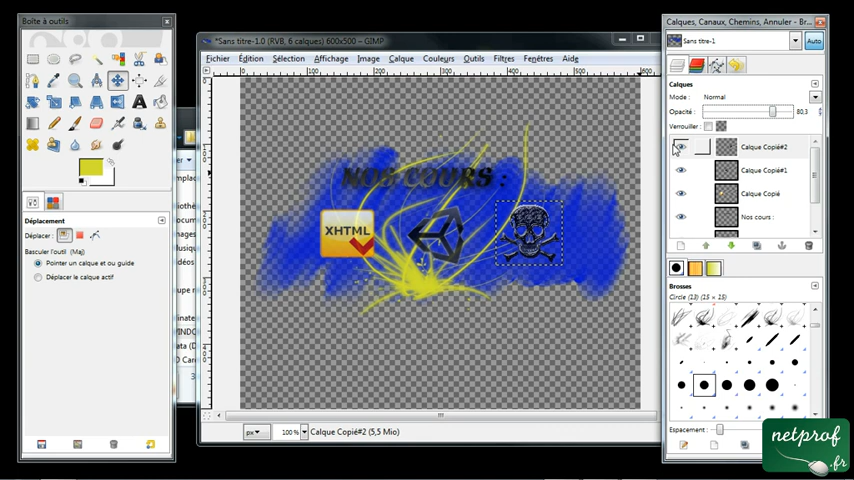 Boîte à outils
Déplacement
Déplacer :
Basculer l'outil (Maj)
Pointer un calque et ou guide
Déplacer le calque actif
*Sans titre-1.0 (RVB, 6 calques) 600x500 – GIMP
Fichier Édition Sélection Affichage Image Calque Couleurs Outils Filtres Fenêtres Aide
NOS COURS :
XHTML
px 100 % Calque Copié#2 (5,5 Mio)
Calques, Canaux, Chemins, Annuler - Br...
Sans titre-1 Auto
Calques
Mode : Normal
Opacité : 80,3
Verrouiller :
Calque Copié#2
Calque Copié#1
Calque Copié
Nos cours :
Brosses
Circle (13) (15 × 15)
Espacement :
netprof
.fr